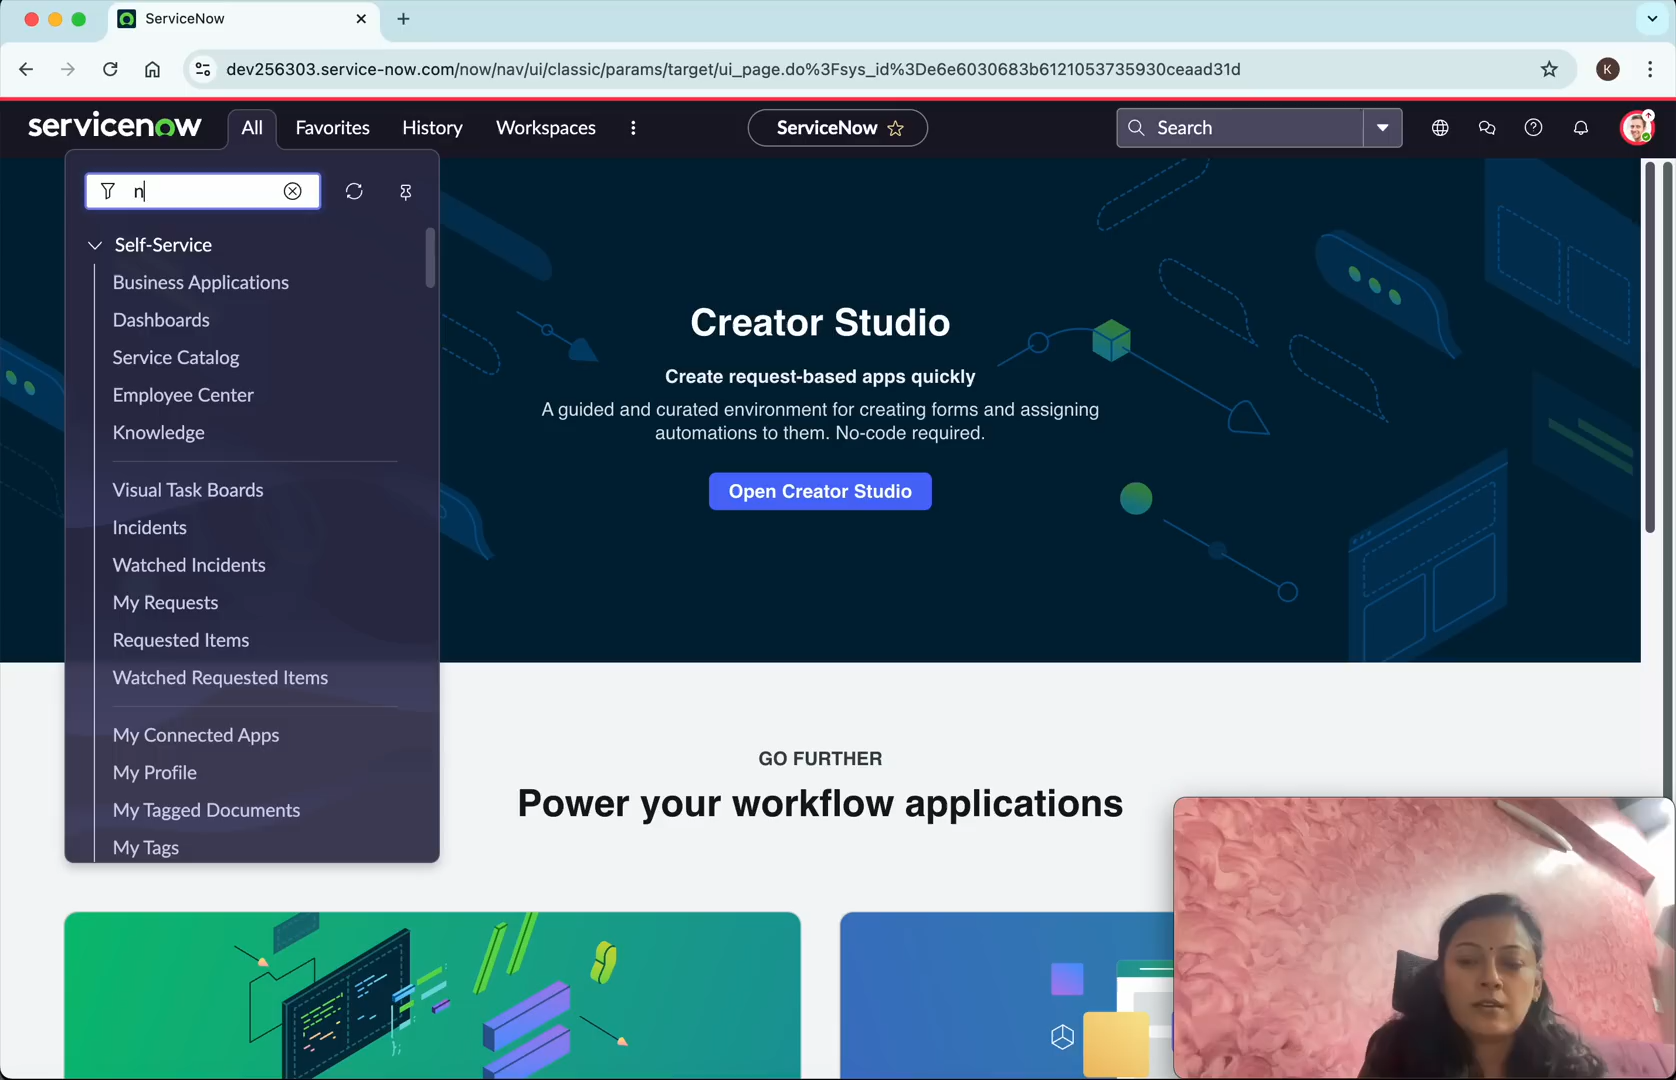 ServiceNow
dev256303.service-now.com/now/nav/ui/classic/params/target/ui_page.do%3Fsys_id%3De6e6030683b6121053735930ceaad31d
K
servicenow
All
Favorites
History
Workspaces
ServiceNow
Search
n
Self-Service
Business Applications
Dashboards
Service Catalog
Employee Center
Knowledge
Visual Task Boards
Incidents
Watched Incidents
My Requests
Requested Items
Watched Requested Items
My Connected Apps
My Profile
My Tagged Documents
My Tags
Creator Studio
Create request-based apps quickly
A guided and curated environment for creating forms and assigning
automations to them. No-code required.
Open Creator Studio
GO FURTHER
Power your workflow applications